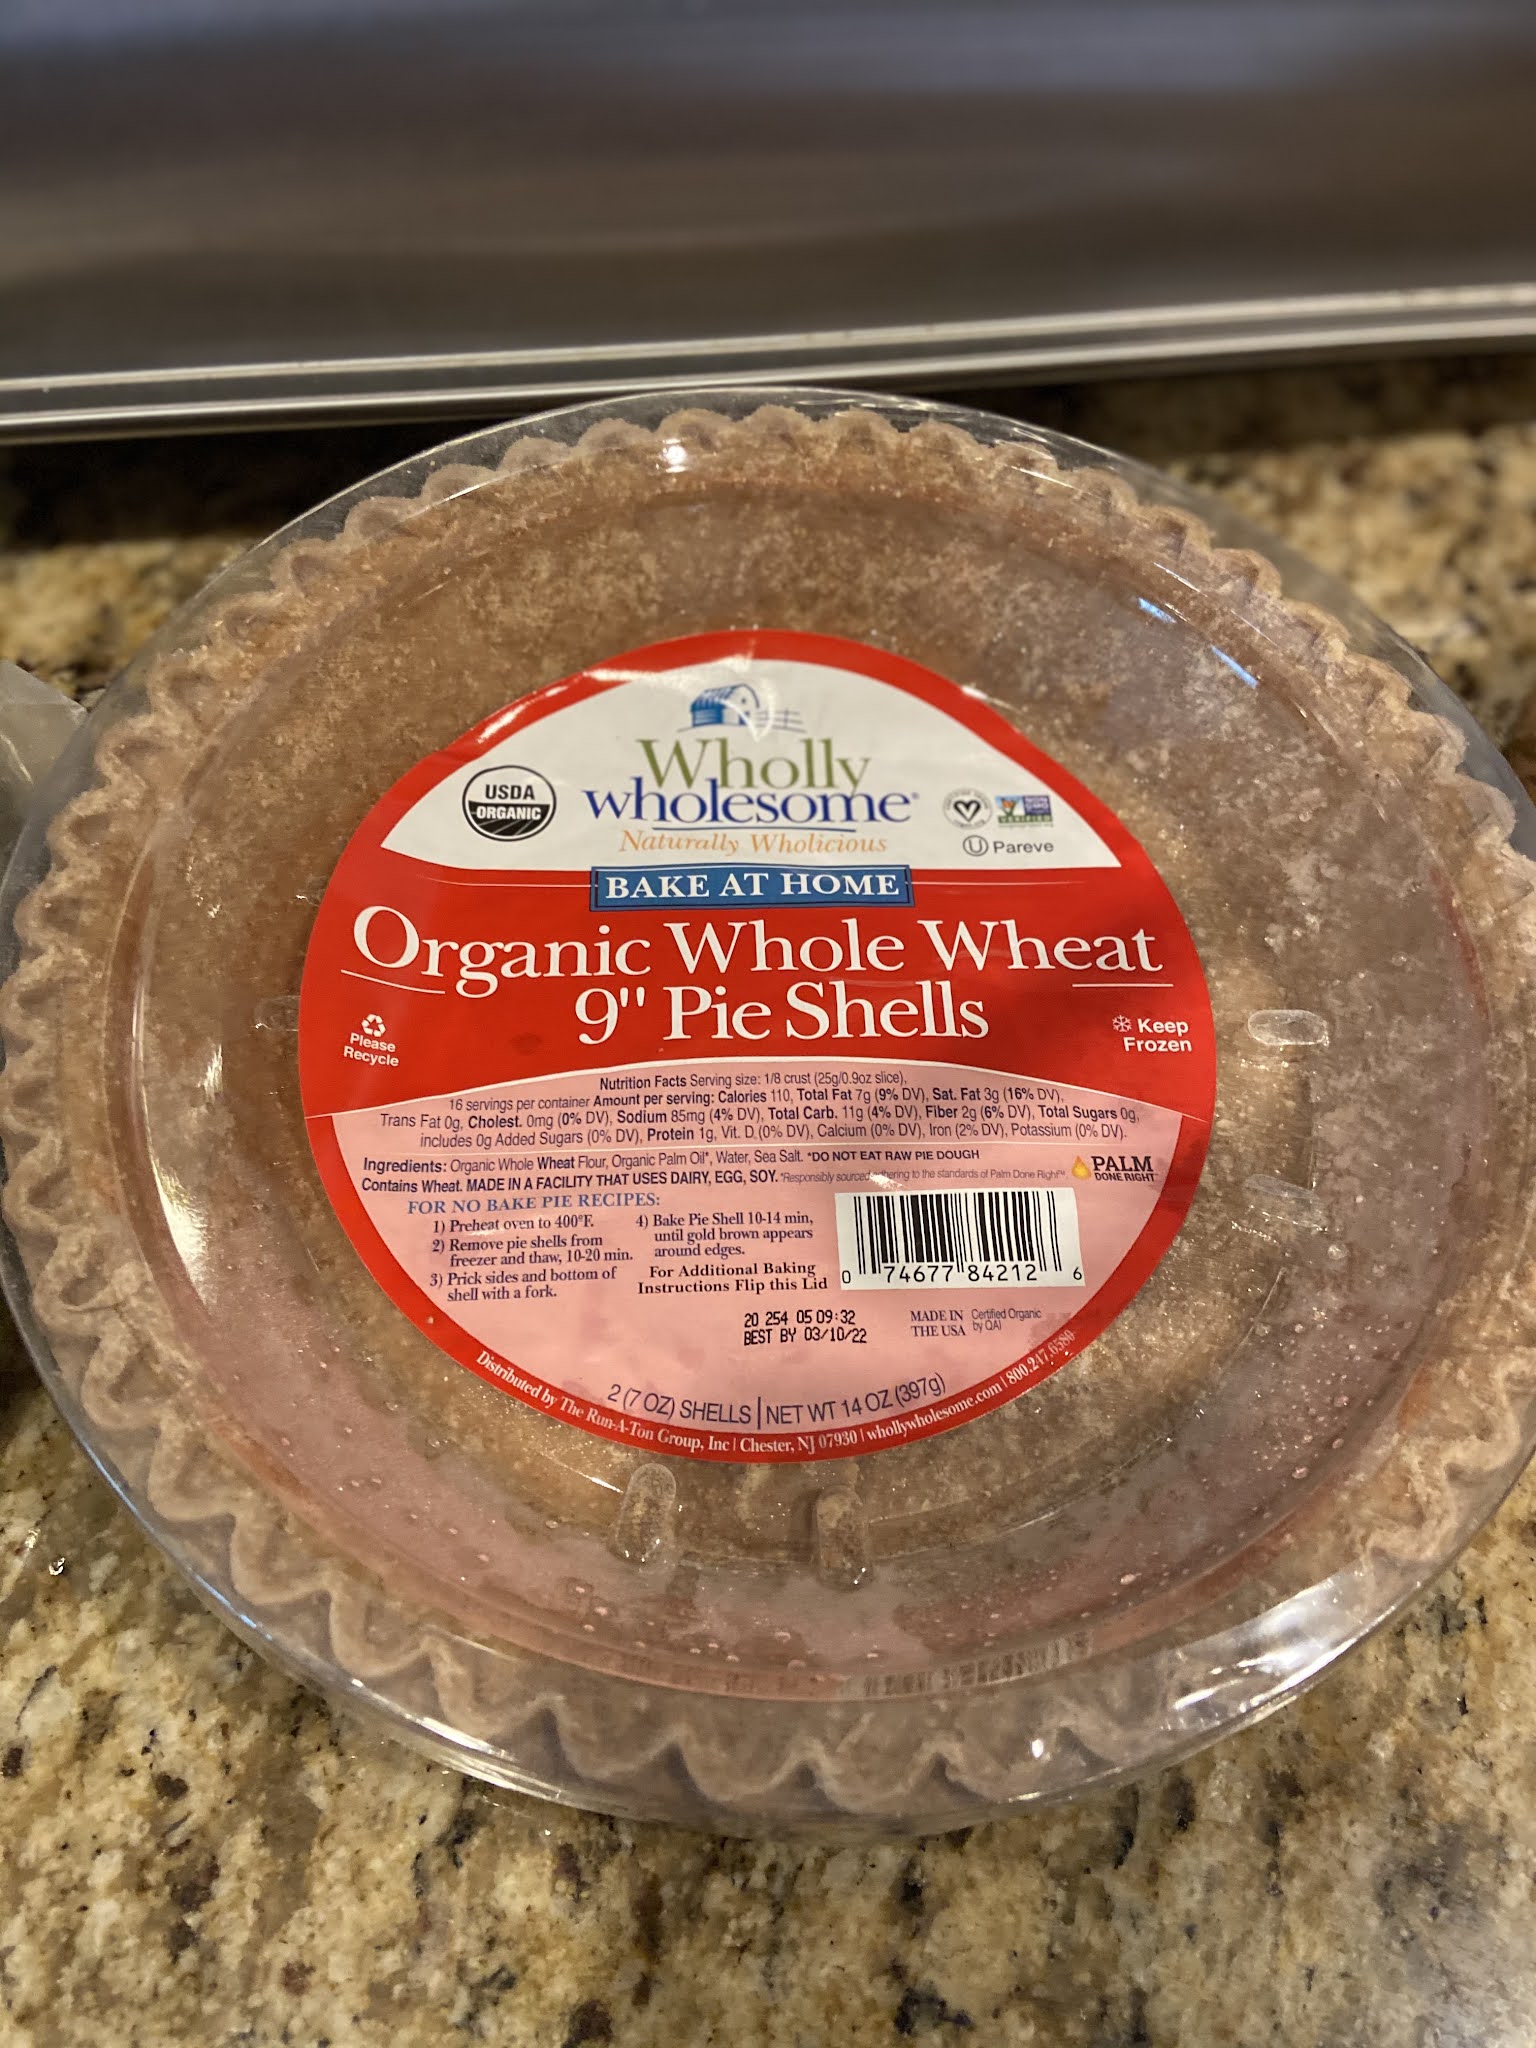 Wholly
wholesome®
Naturally Wholicious
USDA
ORGANIC
VERIFIED
U Pareve
BAKE AT HOME
Organic Whole Wheat
9" Pie Shells
Please
Recycle
Keep
Frozen
Nutrition Facts Serving size: 1/8 crust (25g/0.9oz slice),
16 servings per container Amount per serving: Calories 110, Total Fat 7g (9% DV), Sat. Fat 3g (16% DV),
Trans Fat 0g, Cholest. 0mg (0% DV), Sodium 85mg (4% DV), Total Carb. 11g (4% DV), Fiber 2g (6% DV), Total Sugars 0g,
includes 0g Added Sugars (0% DV), Protein 1g, Vit. D (0% DV), Calcium (0% DV), Iron (2% DV), Potassium (0% DV).
Ingredients: Organic Whole Wheat Flour, Organic Palm Oil*, Water, Sea Salt. *DO NOT EAT RAW PIE DOUGH
Contains Wheat. MADE IN A FACILITY THAT USES DAIRY, EGG, SOY. *Responsibly sourced to the standards of Palm Done Right™.
PALM
DONE RIGHT™
FOR NO BAKE PIE RECIPES:
1) Preheat oven to 400°F.
2) Remove pie shells from
freezer and thaw, 10-20 min.
3) Prick sides and bottom of
shell with a fork.
4) Bake Pie Shell 10-14 min,
until gold brown appears
around edges.
For Additional Baking
Instructions Flip this Lid
0 74677 84212 6
20 254 05 09:32
BEST BY 03/10/22
MADE IN
THE USA
Certified Organic
by QAI
2 (7 OZ) SHELLS | NET WT 14 OZ (397g)
Distributed by The Run-A-Ton Group, Inc | Chester, NJ 07930 | whollywholesome.com | 800.247.6580